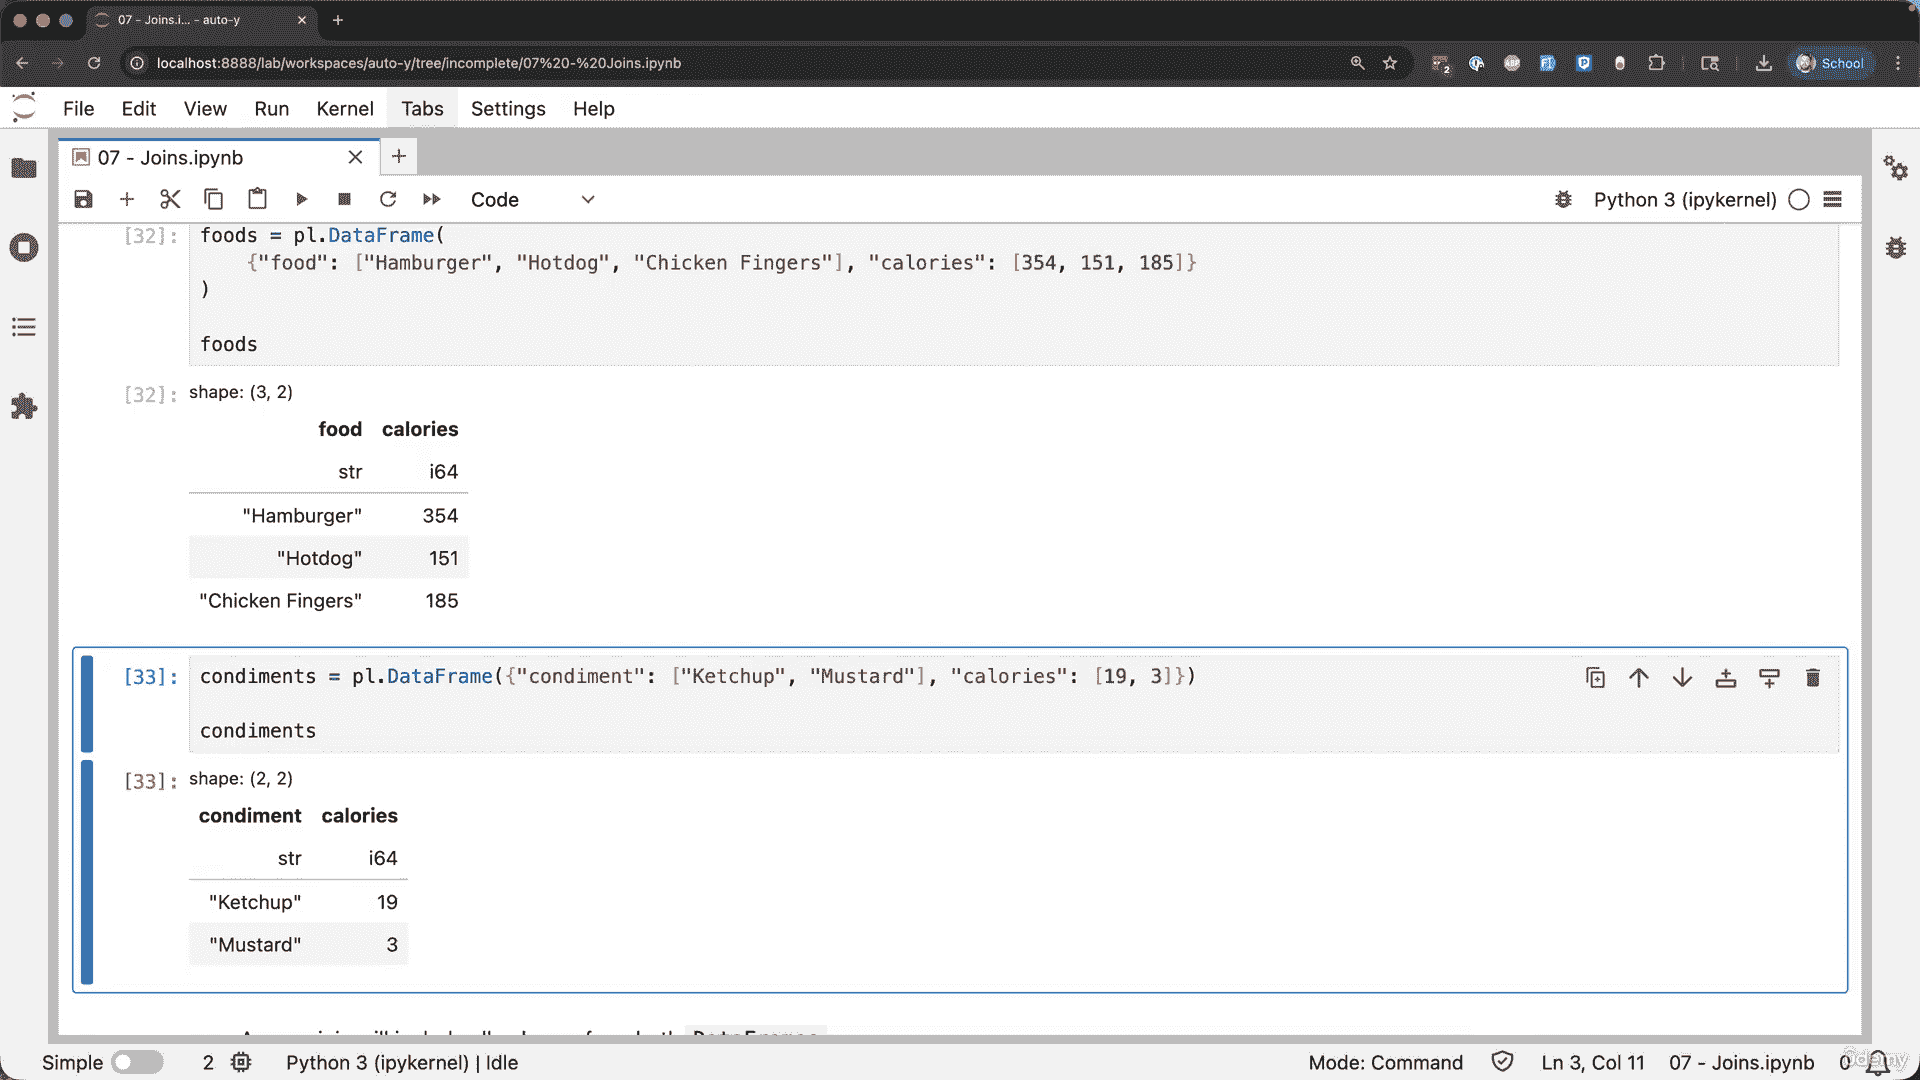 07 - Joins.i... - auto-y
localhost:8888/lab/workspaces/auto-y/tree/incomplete/07%20-%20Joins.ipynb
2
ABP
School
File Edit View Run Kernel Tabs Settings Help
07 - Joins.ipynb
Code
Python 3 (ipykernel)
[32]: foods = pl.DataFrame(
{"food": ["Hamburger", "Hotdog", "Chicken Fingers"], "calories": [354, 151, 185]}
)
foods
[32]: shape: (3, 2)
food calories
str i64
"Hamburger" 354
"Hotdog" 151
"Chicken Fingers" 185
[33]: condiments = pl.DataFrame({"condiment": ["Ketchup", "Mustard"], "calories": [19, 3]})
condiments
[33]: shape: (2, 2)
condiment calories
str i64
"Ketchup" 19
"Mustard" 3
Simple 2 Python 3 (ipykernel) | Idle Mode: Command Ln 3, Col 11 07 - Joins.ipynb 0
udemy